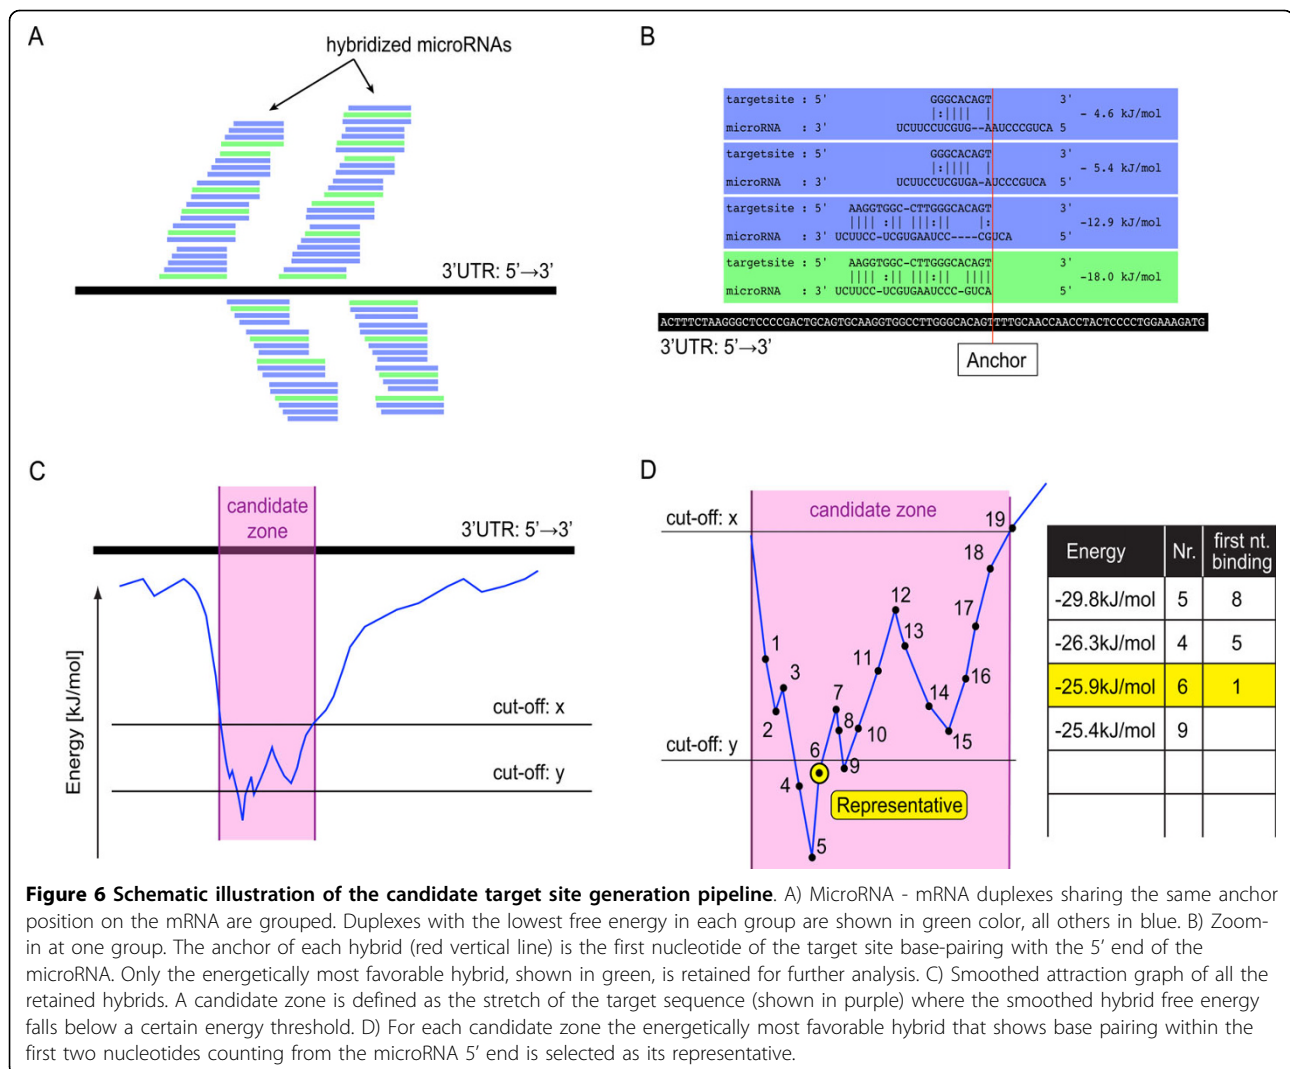 A
hybridized microRNAs
3'UTR: 5'→3'
B
targetsite : 5' GGGCACAGT 3'
|:|||| | - 4.6 kJ/mol
microRNA : 3' UCUUCCUCGUG--AAUCCCGUCA 5
targetsite : 5' GGGCACAGT 3'
|:|||| | - 5.4 kJ/mol
microRNA : 3' UCUUCCUCGUGA-AUCCCGUCA 5'
targetsite : 5' AAGGTGGC-CTTGGGCACAGT 3'
|||| :|| |||:|| |: -12.9 kJ/mol
microRNA : 3' UCUUCC-UCGUGAAUCC----CGUCA 5'
targetsite : 5' AAGGTGGC-CTTGGGCACAGT 3'
|||| :|| |||:|| |||| -18.0 kJ/mol
microRNA : 3' UCUUCC-UCGUGAAUCCC-GUCA 5'
ACTTTCTAAGGGCTCCCCGACTGCAGTGCAAGGTGGCCTTGGGCACAGTTTTGCAACCAACCTACTCCCCTGGAAAGATG
3'UTR: 5'→3'
Anchor
C
candidate
zone
3'UTR: 5'→3'
Energy [kJ/mol]
cut-off: x
cut-off: y
D
cut-off: x
candidate zone
cut-off: y
1
2
3
4
5
6
7
8
9
10
11
12
13
14
15
16
17
18
19
Representative
Energy Nr. first nt. binding
-29.8kJ/mol 5 8
-26.3kJ/mol 4 5
-25.9kJ/mol 6 1
-25.4kJ/mol 9
Figure 6 Schematic illustration of the candidate target site generation pipeline. A) MicroRNA - mRNA duplexes sharing the same anchor
position on the mRNA are grouped. Duplexes with the lowest free energy in each group are shown in green color, all others in blue. B) Zoom-
in at one group. The anchor of each hybrid (red vertical line) is the first nucleotide of the target site base-pairing with the 5' end of the
microRNA. Only the energetically most favorable hybrid, shown in green, is retained for further analysis. C) Smoothed attraction graph of all the
retained hybrids. A candidate zone is defined as the stretch of the target sequence (shown in purple) where the smoothed hybrid free energy
falls below a certain energy threshold. D) For each candidate zone the energetically most favorable hybrid that shows base pairing within the
first two nucleotides counting from the microRNA 5' end is selected as its representative.